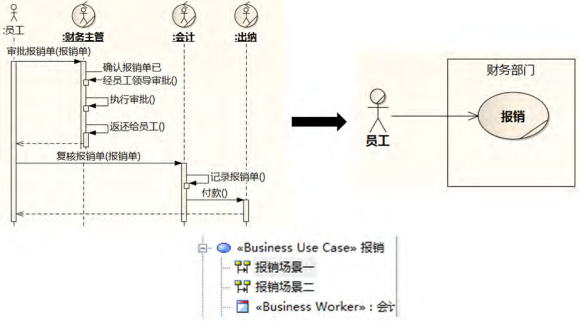 :员工
:财务主管
:会计
:出纳
审批报销单(报销单)
确认报销单已
经员工领导审批()
执行审批()
返还给员工()
复核报销单(报销单)
记录报销单()
付款()
财务部门
报销
员工
«Business Use Case» 报销
报销场景一
报销场景二
«Business Worker» : 会计